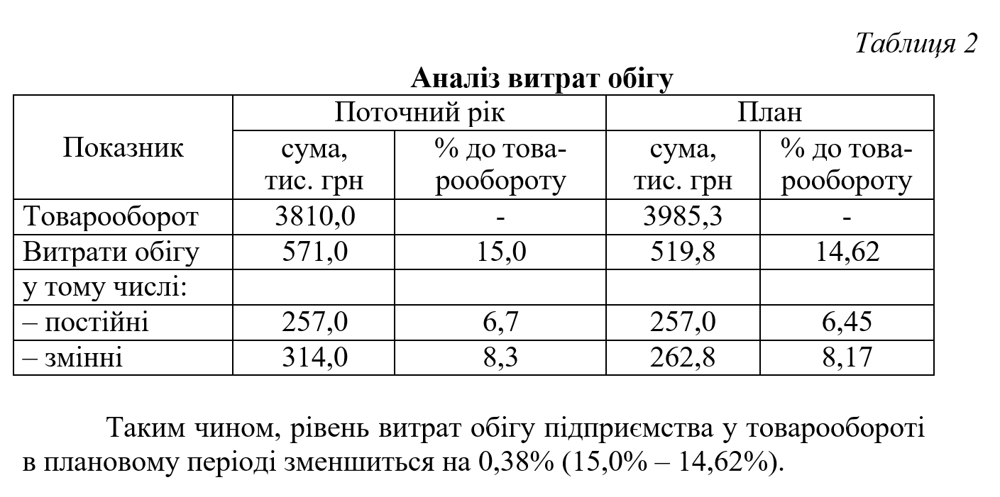 Таблиця 2
Аналіз витрат обігу
Показник Поточний рік План
сума, тис. грн % до това-рообороту сума, тис. грн % до това-рообороту
Товарооборот 3810,0 - 3985,3 -
Витрати обігу 571,0 15,0 519,8 14,62
у тому числі:
– постійні 257,0 6,7 257,0 6,45
– змінні 314,0 8,3 262,8 8,17
Таким чином, рівень витрат обігу підприємства у товарообороті
в плановому періоді зменшиться на 0,38% (15,0% – 14,62%).